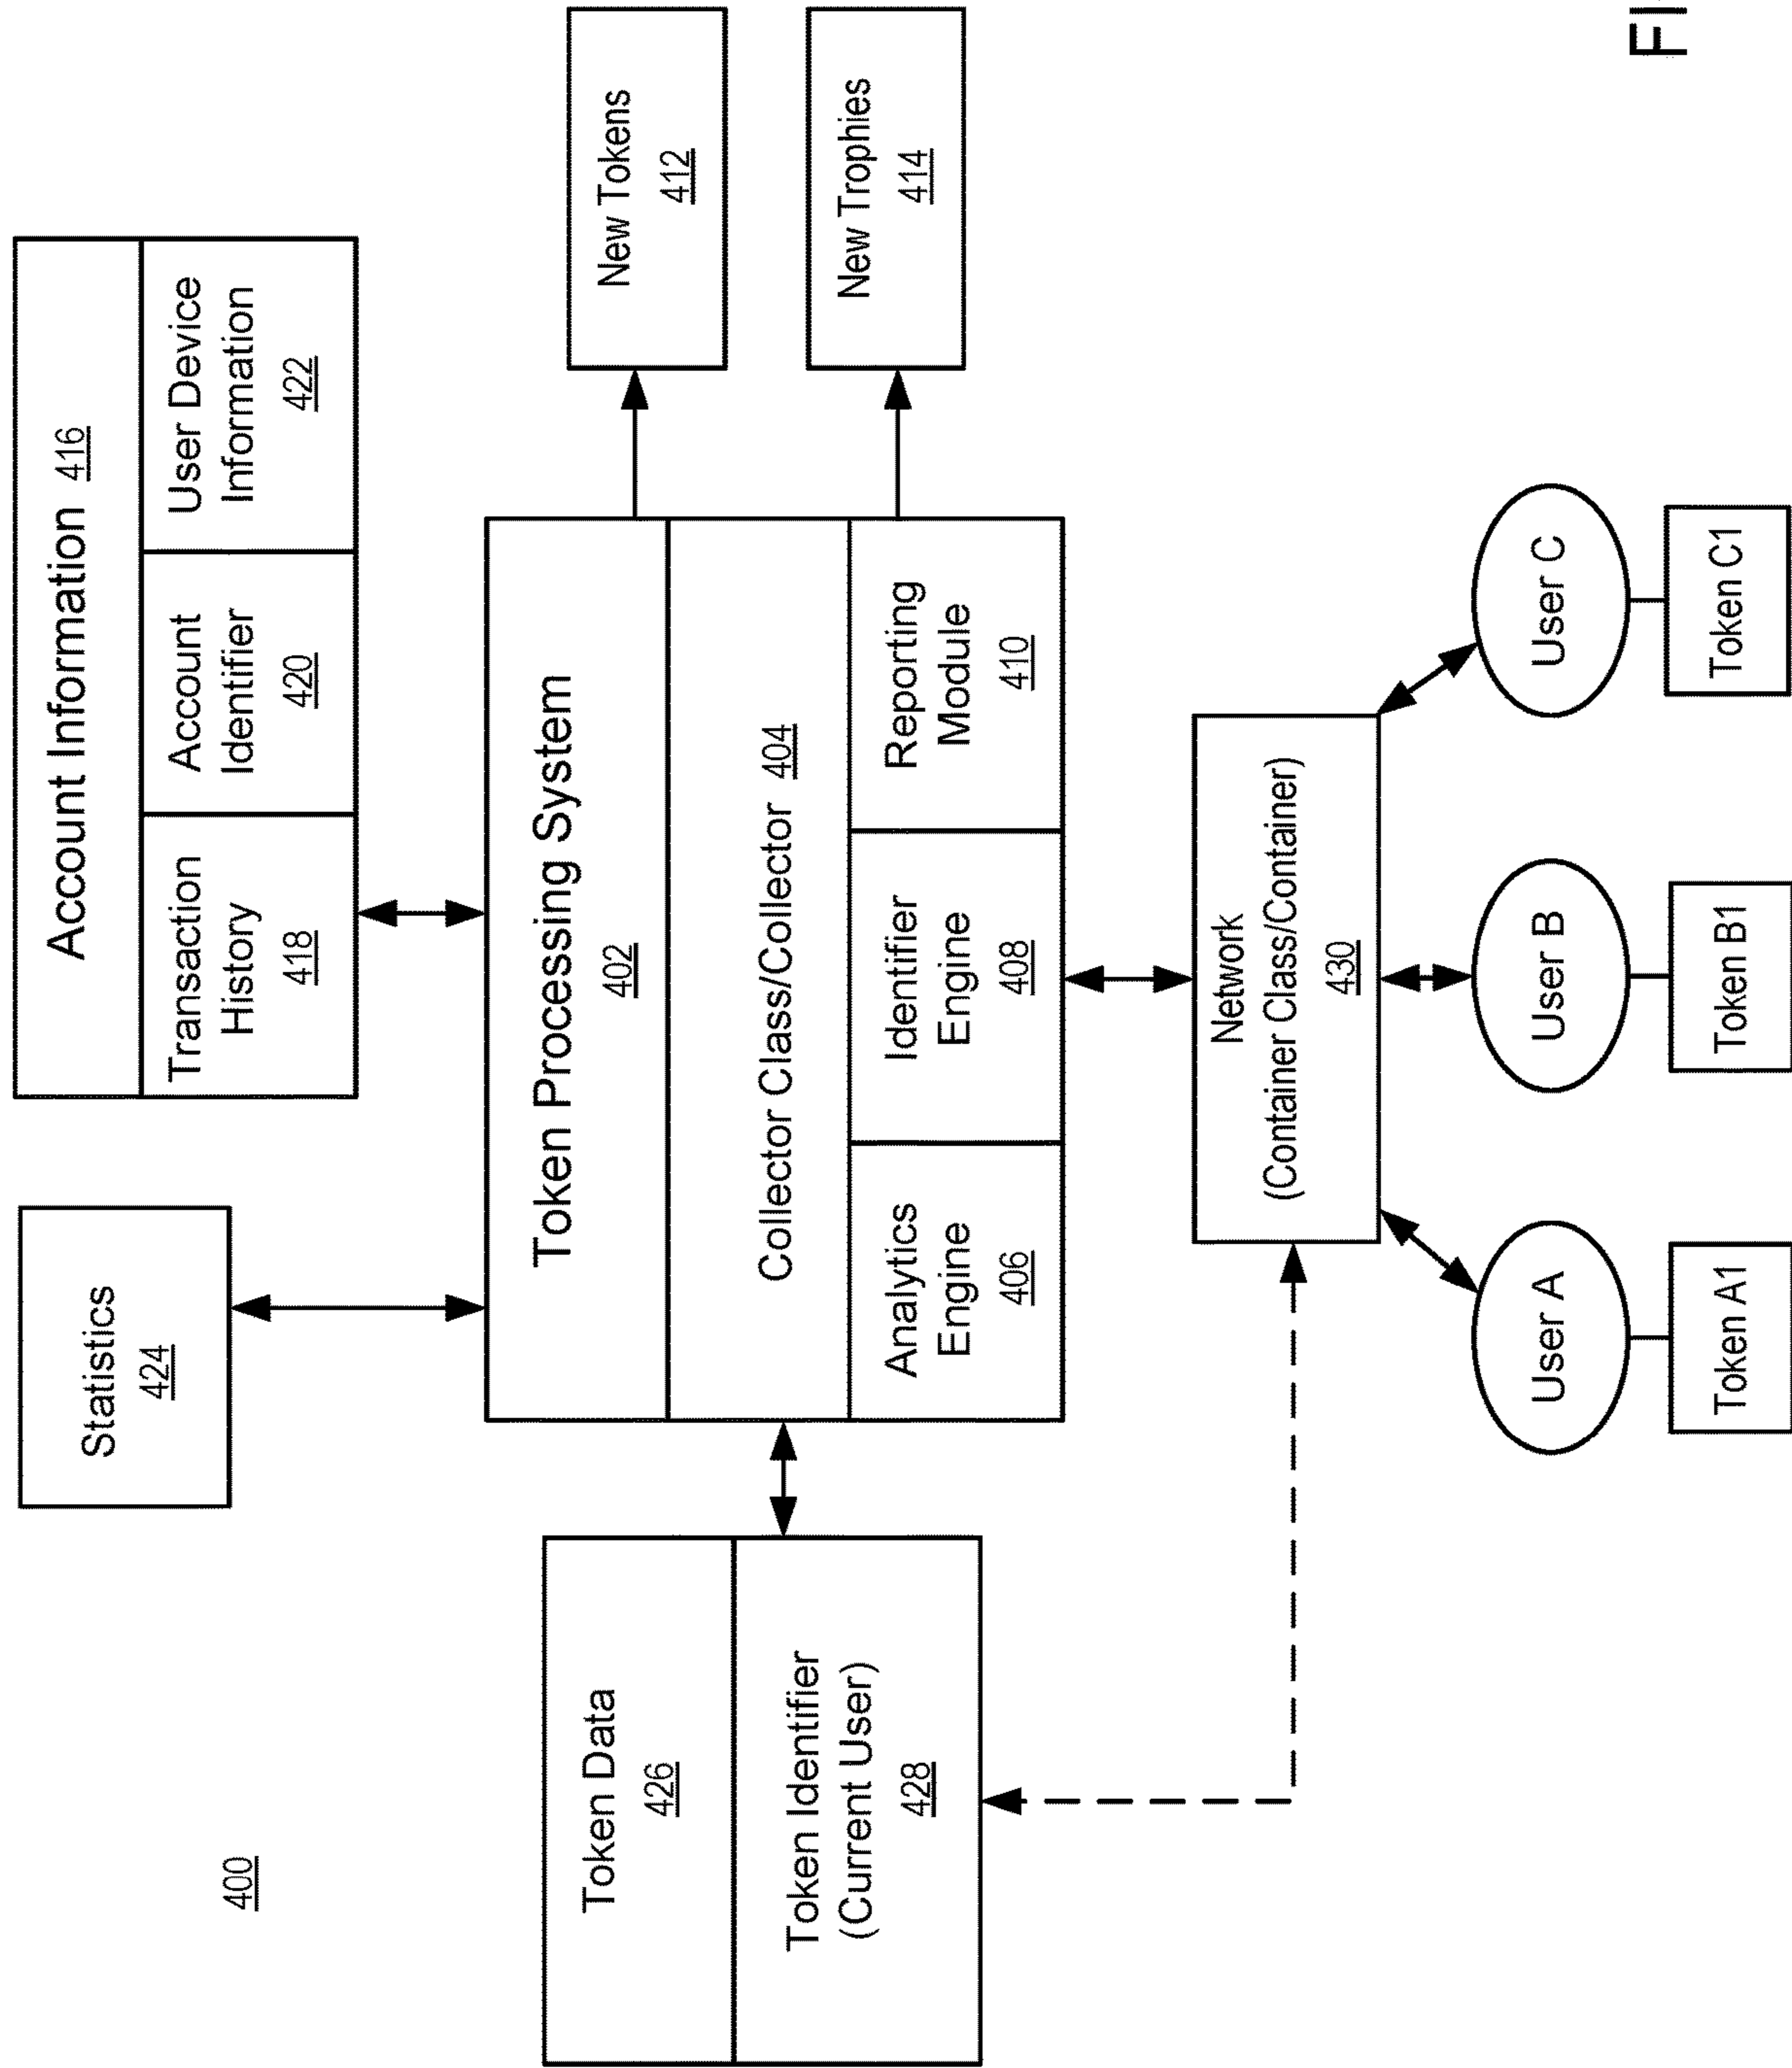 400
Statistics
424
Account Information 416
Transaction
History
418
Account
Identifier
420
User Device
Information
422
Token Data
426
Token Identifier
(Current User)
428
Token Processing System
402
Collector Class/Collector 404
Analytics
Engine
406
Identifier
Engine
408
Reporting
Module
410
New Tokens
412
New Trophies
414
Network
(Container Class/Container)
430
User A
User B
User C
Token A1
Token B1
Token C1